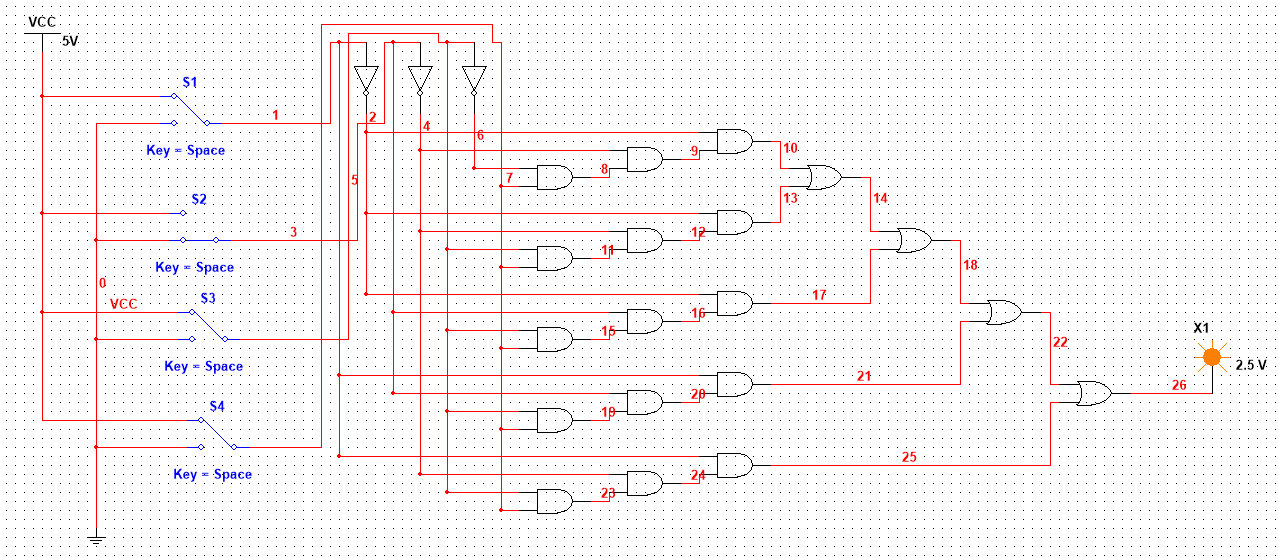 VCC
5V
S1
1
Key = Space
2
4
6
5
7
8
9
10
S2
3
Key = Space
11
12
13
14
0
VCC
S3
Key = Space
15
16
17
18
S4
Key = Space
19
20
21
22
23
24
25
26
X1
2.5 V